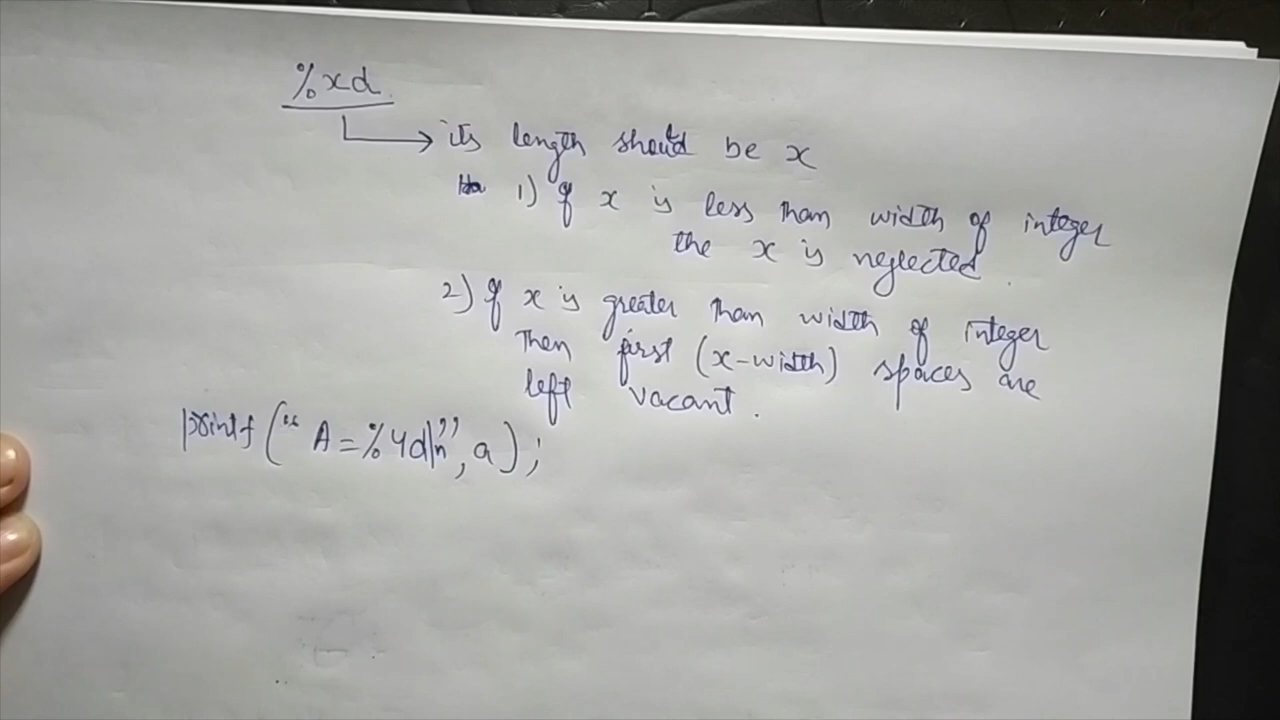 %xd
its length should be x
1) If x is less than width of integer
the x is neglected.
2) If x is greater than width of integer
then first (x-width) spaces are
left vacant.
printf("A=%4d\n",a);